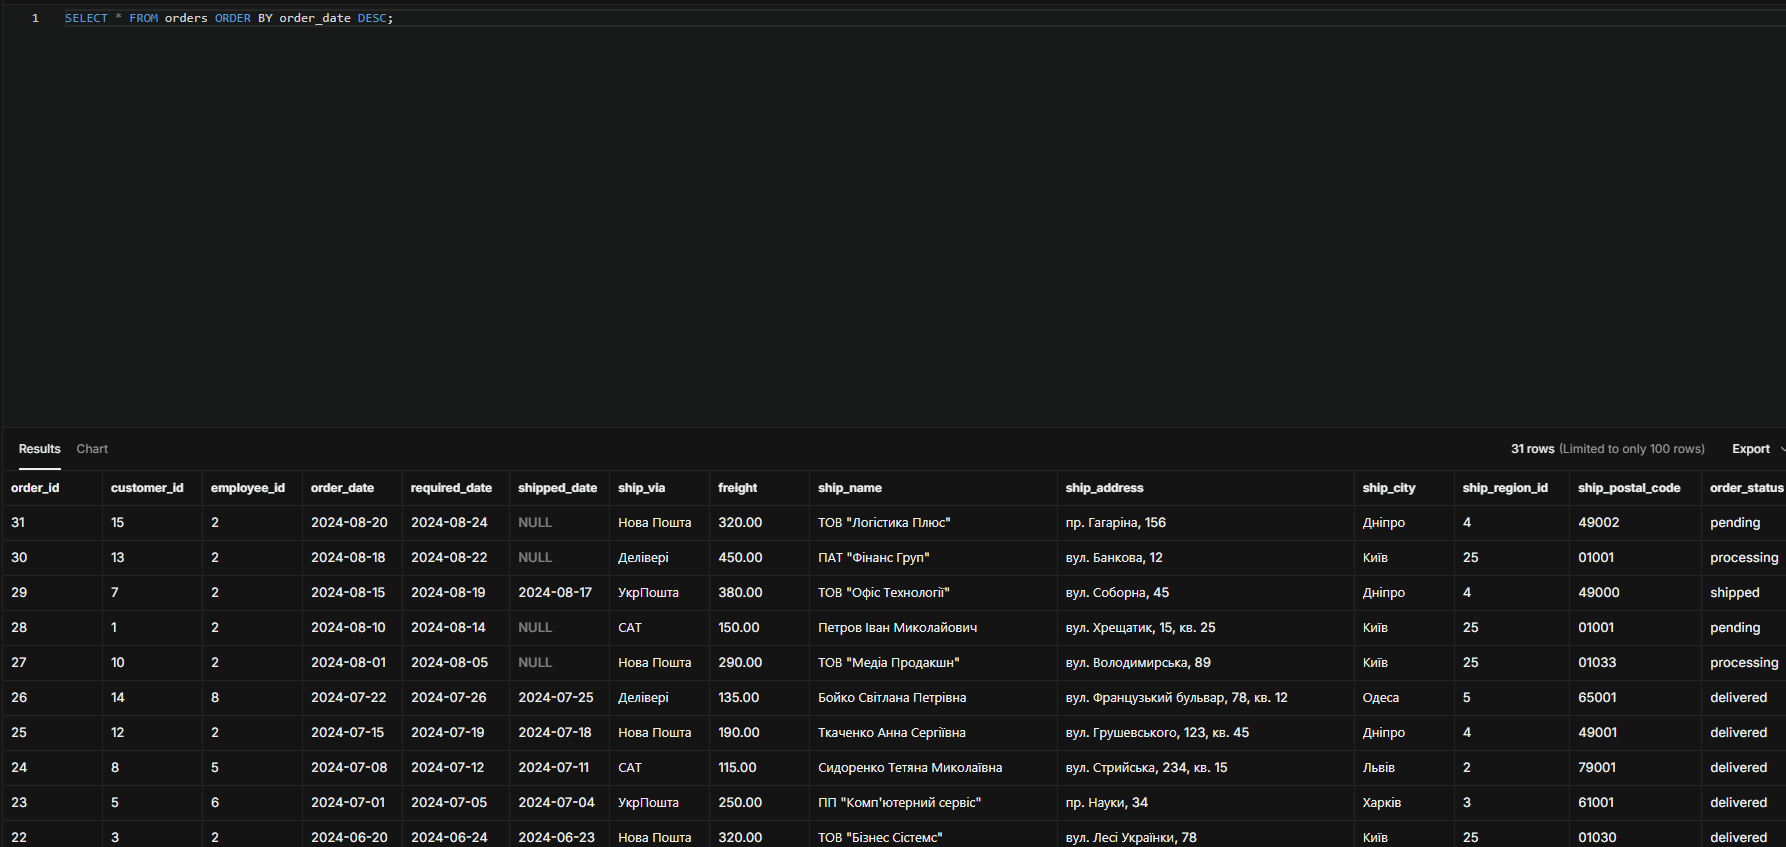 1 SELECT * FROM orders ORDER BY order_date DESC;
Results Chart 31 rows (Limited to only 100 rows) Export
order_id customer_id employee_id order_date required_date shipped_date ship_via freight ship_name ship_address ship_city ship_region_id ship_postal_code order_status
31 15 2 2024-08-20 2024-08-24 NULL Нова Пошта 320.00 ТОВ "Логістика Плюс" пр. Гагаріна, 156 Дніпро 4 49002 pending
30 13 2 2024-08-18 2024-08-22 NULL Делівері 450.00 ПАТ "Фінанс Груп" вул. Банкова, 12 Київ 25 01001 processing
29 7 2 2024-08-15 2024-08-19 2024-08-17 УкрПошта 380.00 ТОВ "Офіс Технології" вул. Соборна, 45 Дніпро 4 49000 shipped
28 1 2 2024-08-10 2024-08-14 NULL САТ 150.00 Петров Іван Миколайович вул. Хрещатик, 15, кв. 25 Київ 25 01001 pending
27 10 2 2024-08-01 2024-08-05 NULL Нова Пошта 290.00 ТОВ "Медіа Продакшн" вул. Володимирська, 89 Київ 25 01033 processing
26 14 8 2024-07-22 2024-07-26 2024-07-25 Делівері 135.00 Бойко Світлана Петрівна вул. Французький бульвар, 78, кв. 12 Одеса 5 65001 delivered
25 12 2 2024-07-15 2024-07-19 2024-07-18 Нова Пошта 190.00 Ткаченко Анна Сергіївна вул. Грушевського, 123, кв. 45 Дніпро 4 49001 delivered
24 8 5 2024-07-08 2024-07-12 2024-07-11 САТ 115.00 Сидоренко Тетяна Миколаївна вул. Стрийська, 234, кв. 15 Львів 2 79001 delivered
23 5 6 2024-07-01 2024-07-05 2024-07-04 УкрПошта 250.00 ПП "Комп'ютерний сервіс" пр. Науки, 34 Харків 3 61001 delivered
22 3 2 2024-06-20 2024-06-24 2024-06-23 Нова Пошта 320.00 ТОВ "Бізнес Сістемс" вул. Лесі Українки, 78 Київ 25 01030 delivered